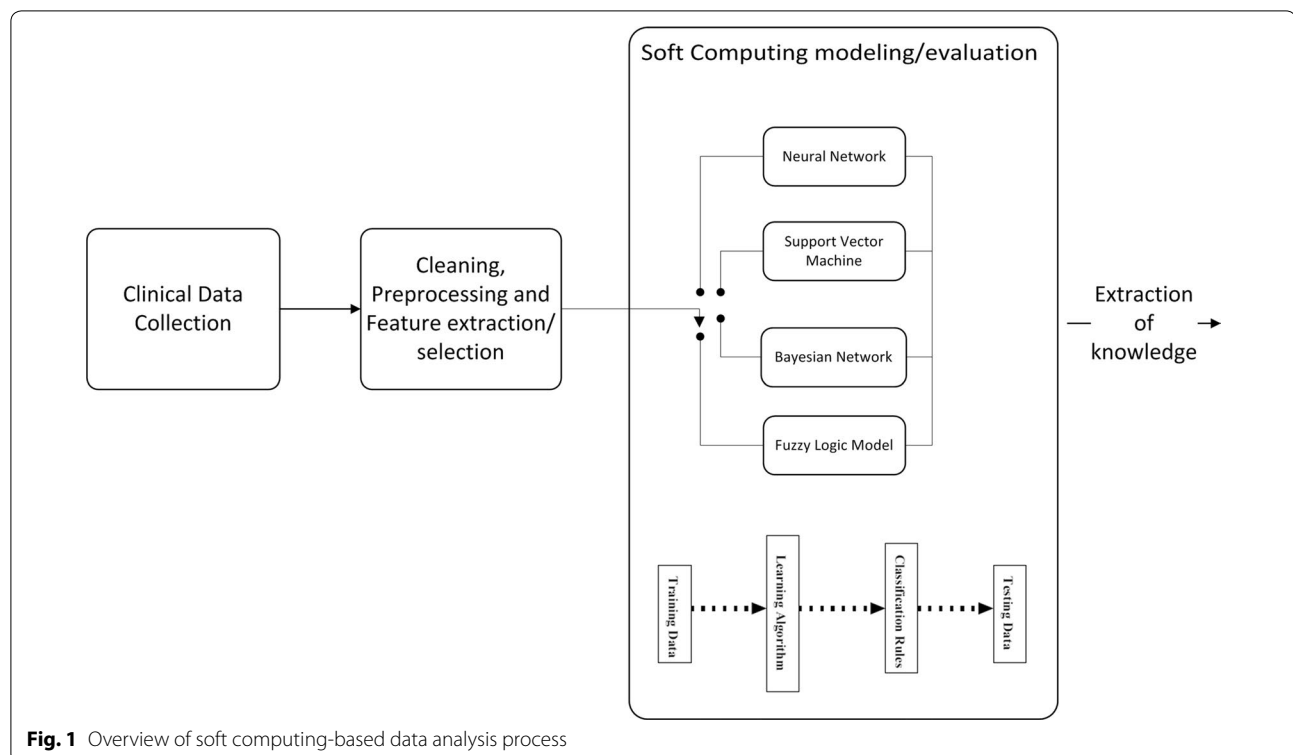 Soft Computing modeling/evaluation
Neural Network
Support Vector
Machine
Bayesian Network
Fuzzy Logic Model
Clinical Data
Collection
Cleaning,
Preprocessing and
Feature extraction/
selection
Extraction
of
knowledge
Training Data
Learning Algorithm
Classification Rules
Testing Data
Fig. 1 Overview of soft computing-based data analysis process